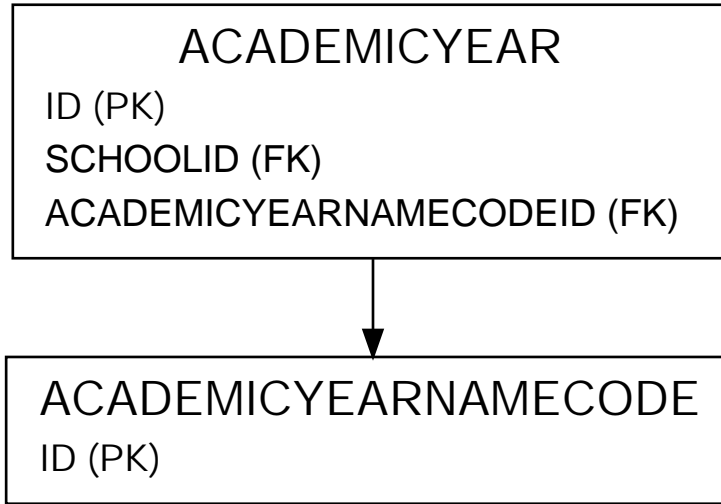 ACADEMICYEAR
ID (PK)
SCHOOLID (FK)
ACADEMICYEARNAMECODEID (FK)
ACADEMICYEARNAMECODE
ID (PK)